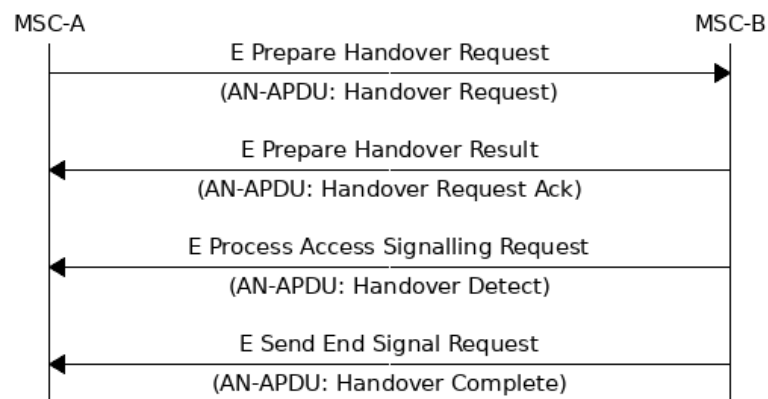 MSC-A
MSC-B
E Prepare Handover Request
(AN-APDU: Handover Request)
E Prepare Handover Result
(AN-APDU: Handover Request Ack)
E Process Access Signalling Request
(AN-APDU: Handover Detect)
E Send End Signal Request
(AN-APDU: Handover Complete)